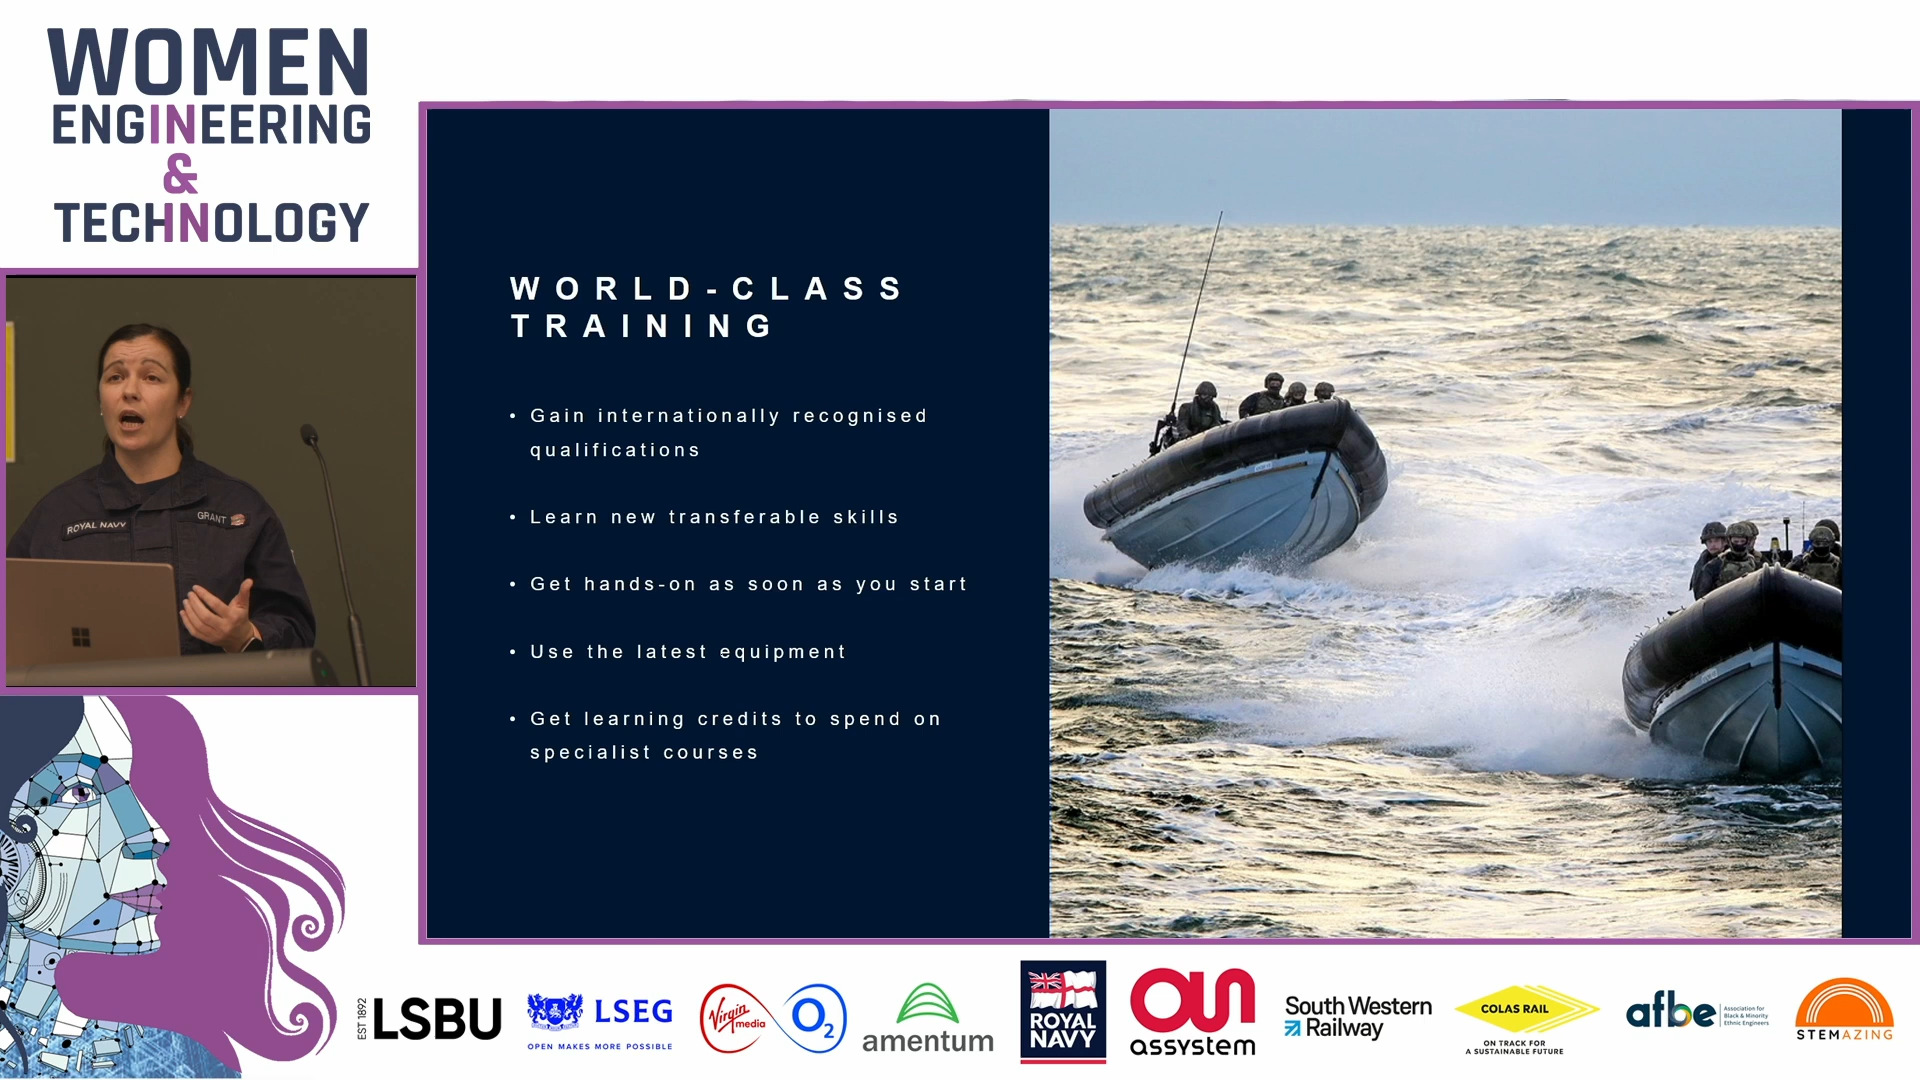 WOMEN
ENGINEERING
&
TECHNOLOGY
WORLD-CLASS
TRAINING
• Gain internationally recognised
qualifications
• Learn new transferable skills
• Get hands-on as soon as you start
• Use the latest equipment
• Get learning credits to spend on
specialist courses
ROYAL NAVY
GRANT
EST 1892
LSBU
LSEG
OPEN MAKES MORE POSSIBLE
Virgin
media
O2
amentum
ROYAL
NAVY
assystem
South Western
Railway
COLAS RAIL
ON TRACK FOR
A SUSTAINABLE FUTURE
afbe
Association for
Black & Minority
Ethnic Engineers
STEMAZING